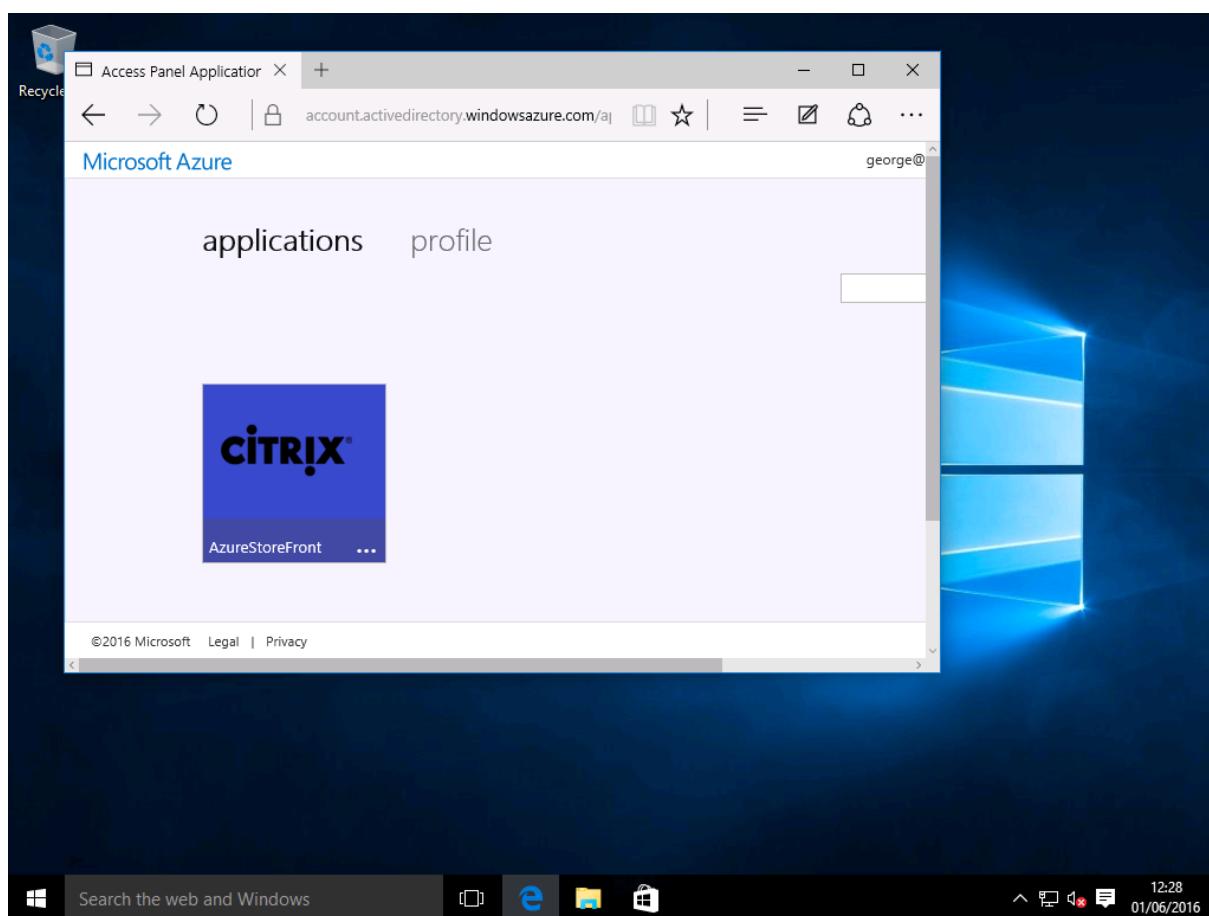 Recycle
Access Panel Applicatior
account.activedirectory.windowsazure.com/a
Microsoft Azure
george@
applications profile
CITRIX
AzureStoreFront ...
©2016 Microsoft Legal | Privacy
Search the web and Windows
12:28
01/06/2016